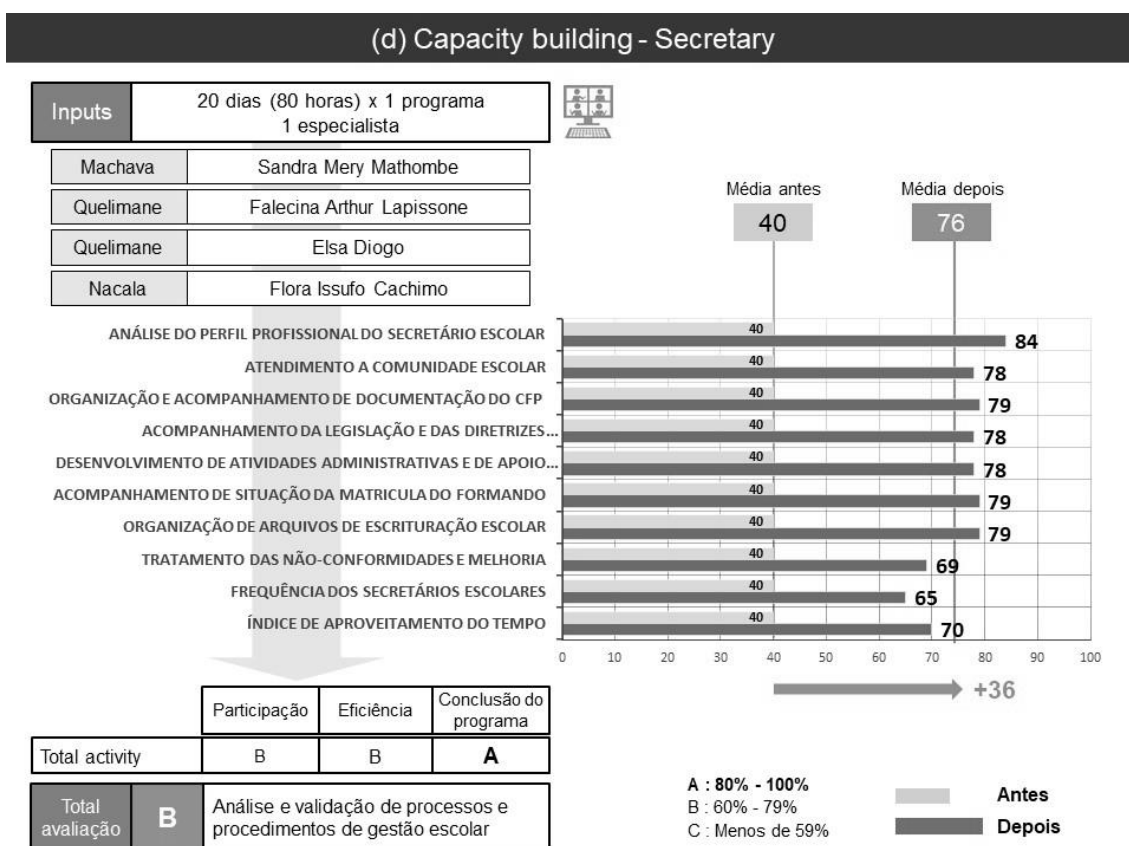 (d) Capacity building - Secretary
Inputs
20 dias (80 horas) x 1 programa
1 especialista
Machava
Sandra Mery Mathombe
Quelimane
Falecina Arthur Lapissone
Quelimane
Elsa Diogo
Nacala
Flora Issufo Cachimo
Média antes
40
Média depois
76
ANÁLISE DO PERFIL PROFISSIONAL DO SECRETÁRIO ESCOLAR
40
84
ATENDIMENTO A COMUNIDADE ESCOLAR
40
78
ORGANIZAÇÃO E ACOMPANHAMENTO DE DOCUMENTAÇÃO DO CFP
40
79
ACOMPANHAMENTO DA LEGISLAÇÃO E DAS DIRETRIZES...
40
78
DESENVOLVIMENTO DE ATIVIDADES ADMINISTRATIVAS E DE APOIO...
40
78
ACOMPANHAMENTO DE SITUAÇÃO DA MATRICULA DO FORMANDO
40
79
ORGANIZAÇÃO DE ARQUIVOS DE ESCRITURAÇÃO ESCOLAR
40
79
TRATAMENTO DAS NÃO-CONFORMIDADES E MELHORIA
40
69
FREQUÊNCIA DOS SECRETÁRIOS ESCOLARES
40
65
ÍNDICE DE APROVEITAMENTO DO TEMPO
40
70
0 10 20 30 40 50 60 70 80 90 100
+36
Participação
Eficiência
Conclusão do
programa
Total activity
B
B
A
Total
avaliação
B
Análise e validação de processos e
procedimentos de gestão escolar
A : 80% - 100%
B : 60% - 79%
C : Menos de 59%
Antes
Depois